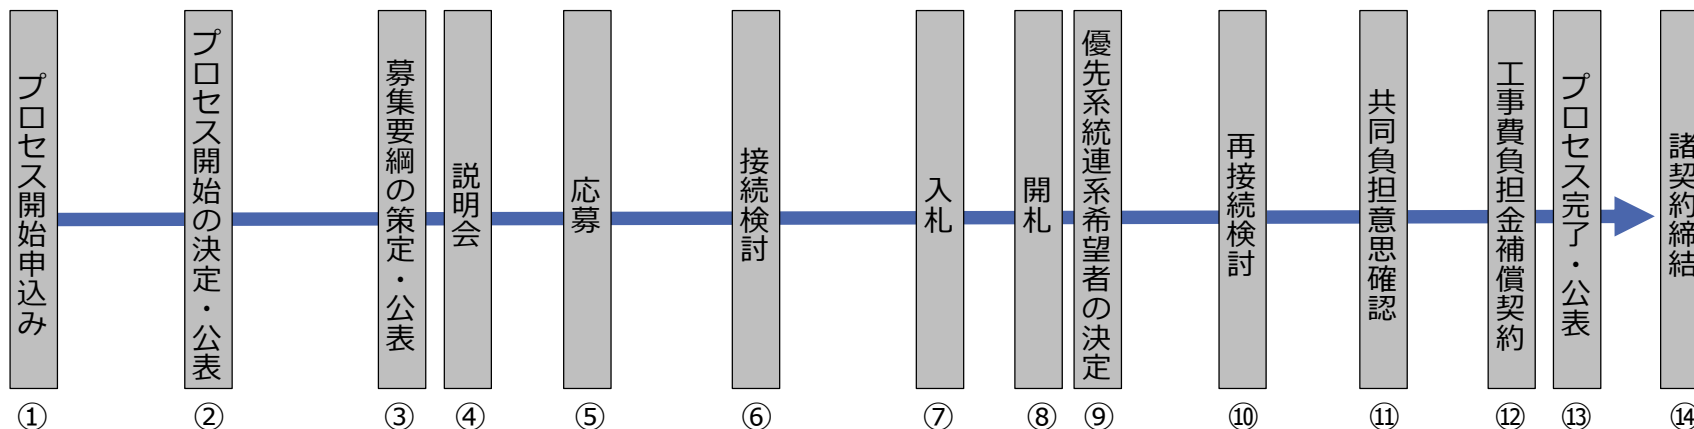 プロセス開始申込み
プロセス開始の決定・公表
募集要綱の策定・公表
説明会
応募
接続検討
入札
開札
優先系統連系希望者の決定
再接続検討
共同負担意思確認
工事費負担金補償契約
プロセス完了・公表
諸契約締結
①
②
③
④
⑤
⑥
⑦
⑧
⑨
⑩
⑪
⑫
⑬
⑭